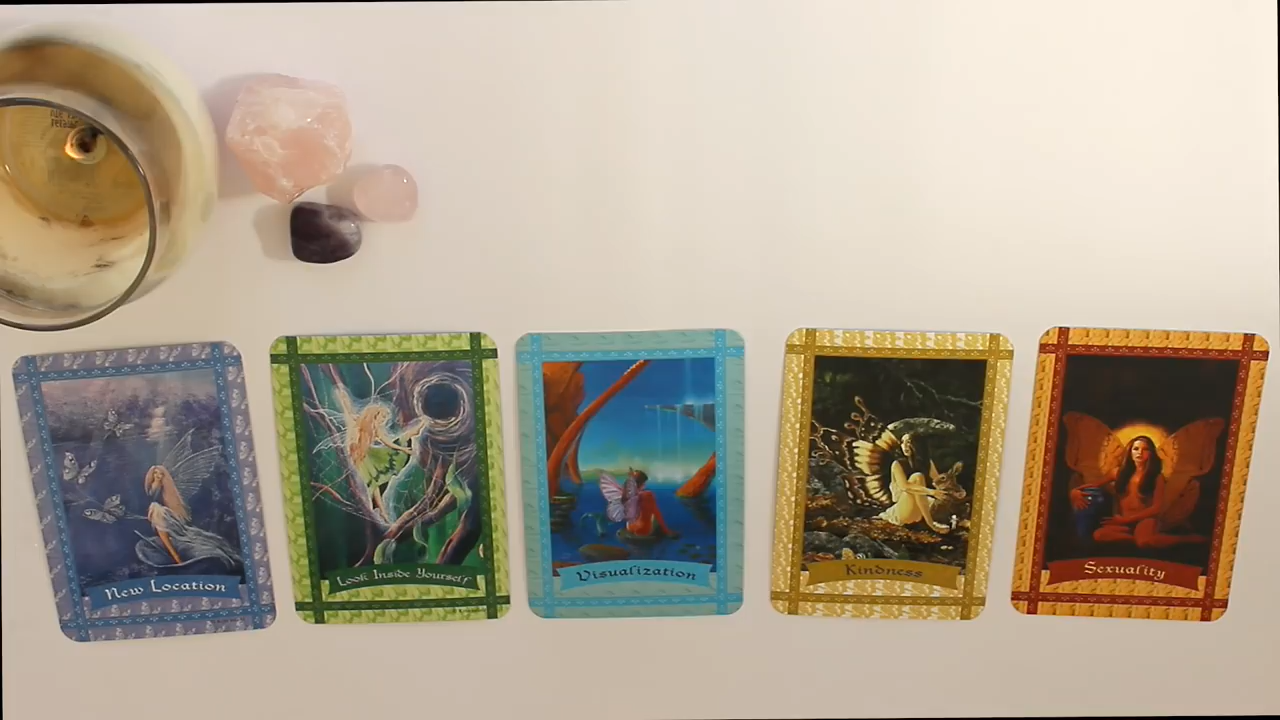 New Location
Look Inside Yourself
Visualization
Kindness
Sexuality